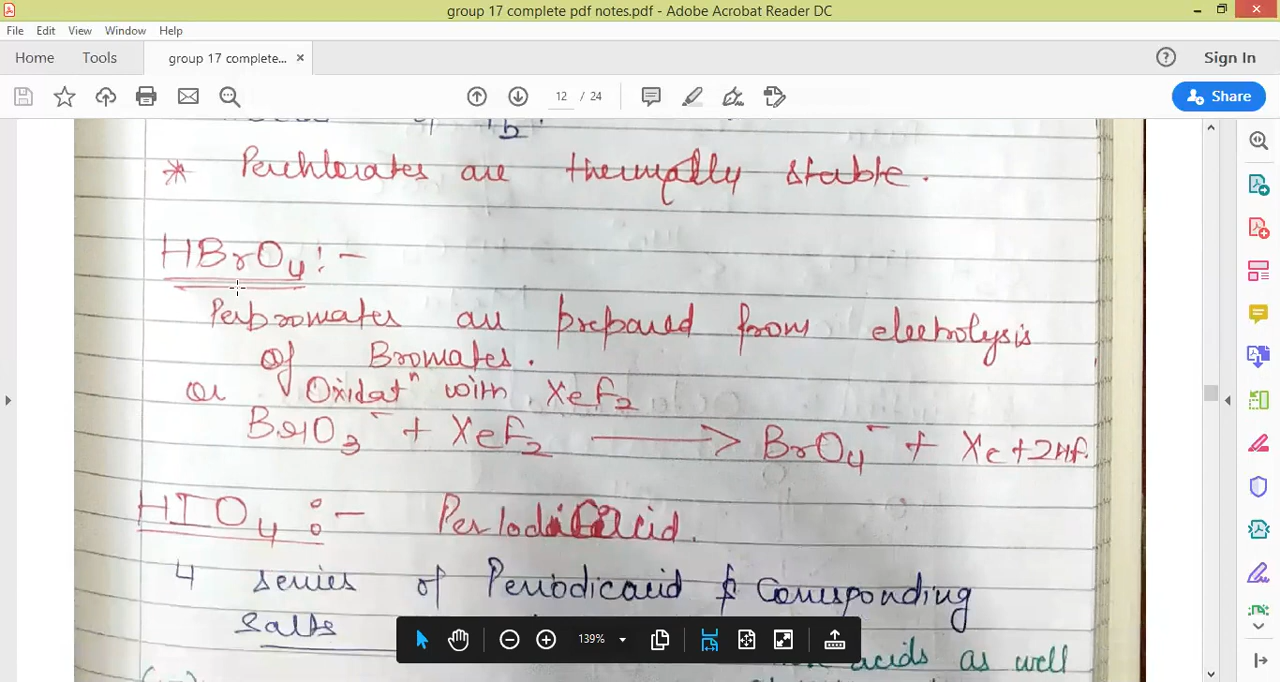 group 17 complete pdf notes.pdf - Adobe Acrobat Reader DC
File Edit View Window Help
Home Tools group 17 complete... × Sign In
12 / 24 Share
* Perchlorates are thermally stable.
HBrO4 :-
Perbromates are prepared from electrolysis
of Bromates.
or Oxidatⁿ with XeF2
BrO3⁻ + XeF2 → BrO4⁻ + Xe + 2HF.
HIO4 :- Periodic acid.
4 series of Periodic acid & Corresponding
salts
139%
acids as well